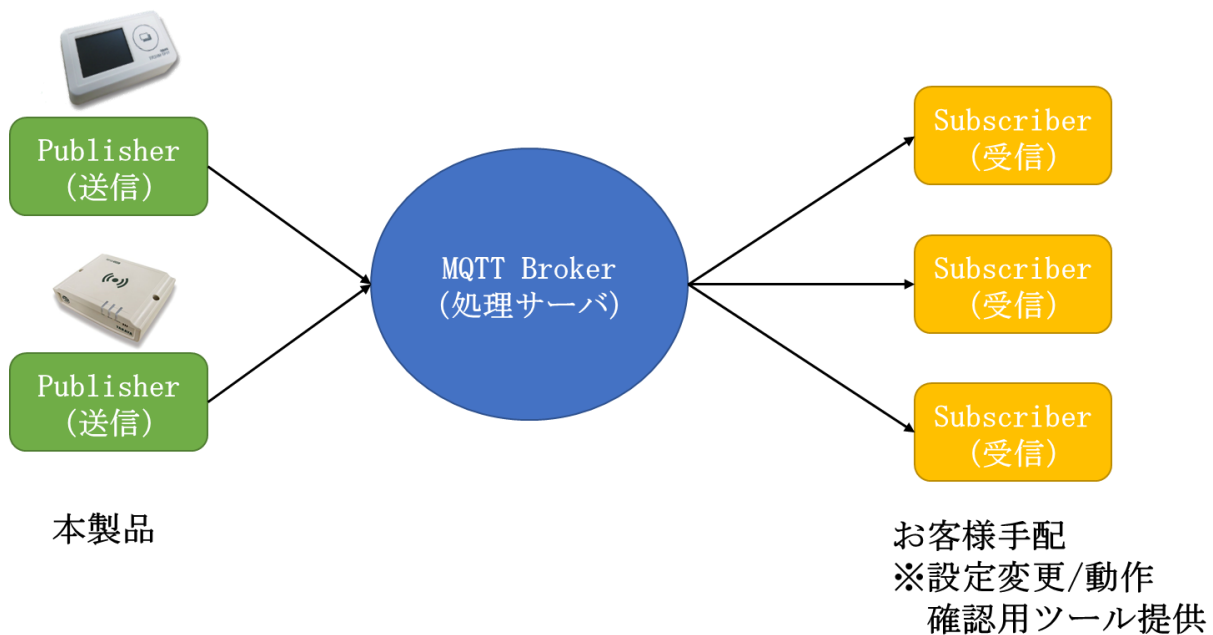 Publisher
(送信)
Publisher
(送信)
本製品
MQTT Broker
(処理サーバ)
Subscriber
(受信)
Subscriber
(受信)
Subscriber
(受信)
お客様手配
※設定変更/動作
確認用ツール提供